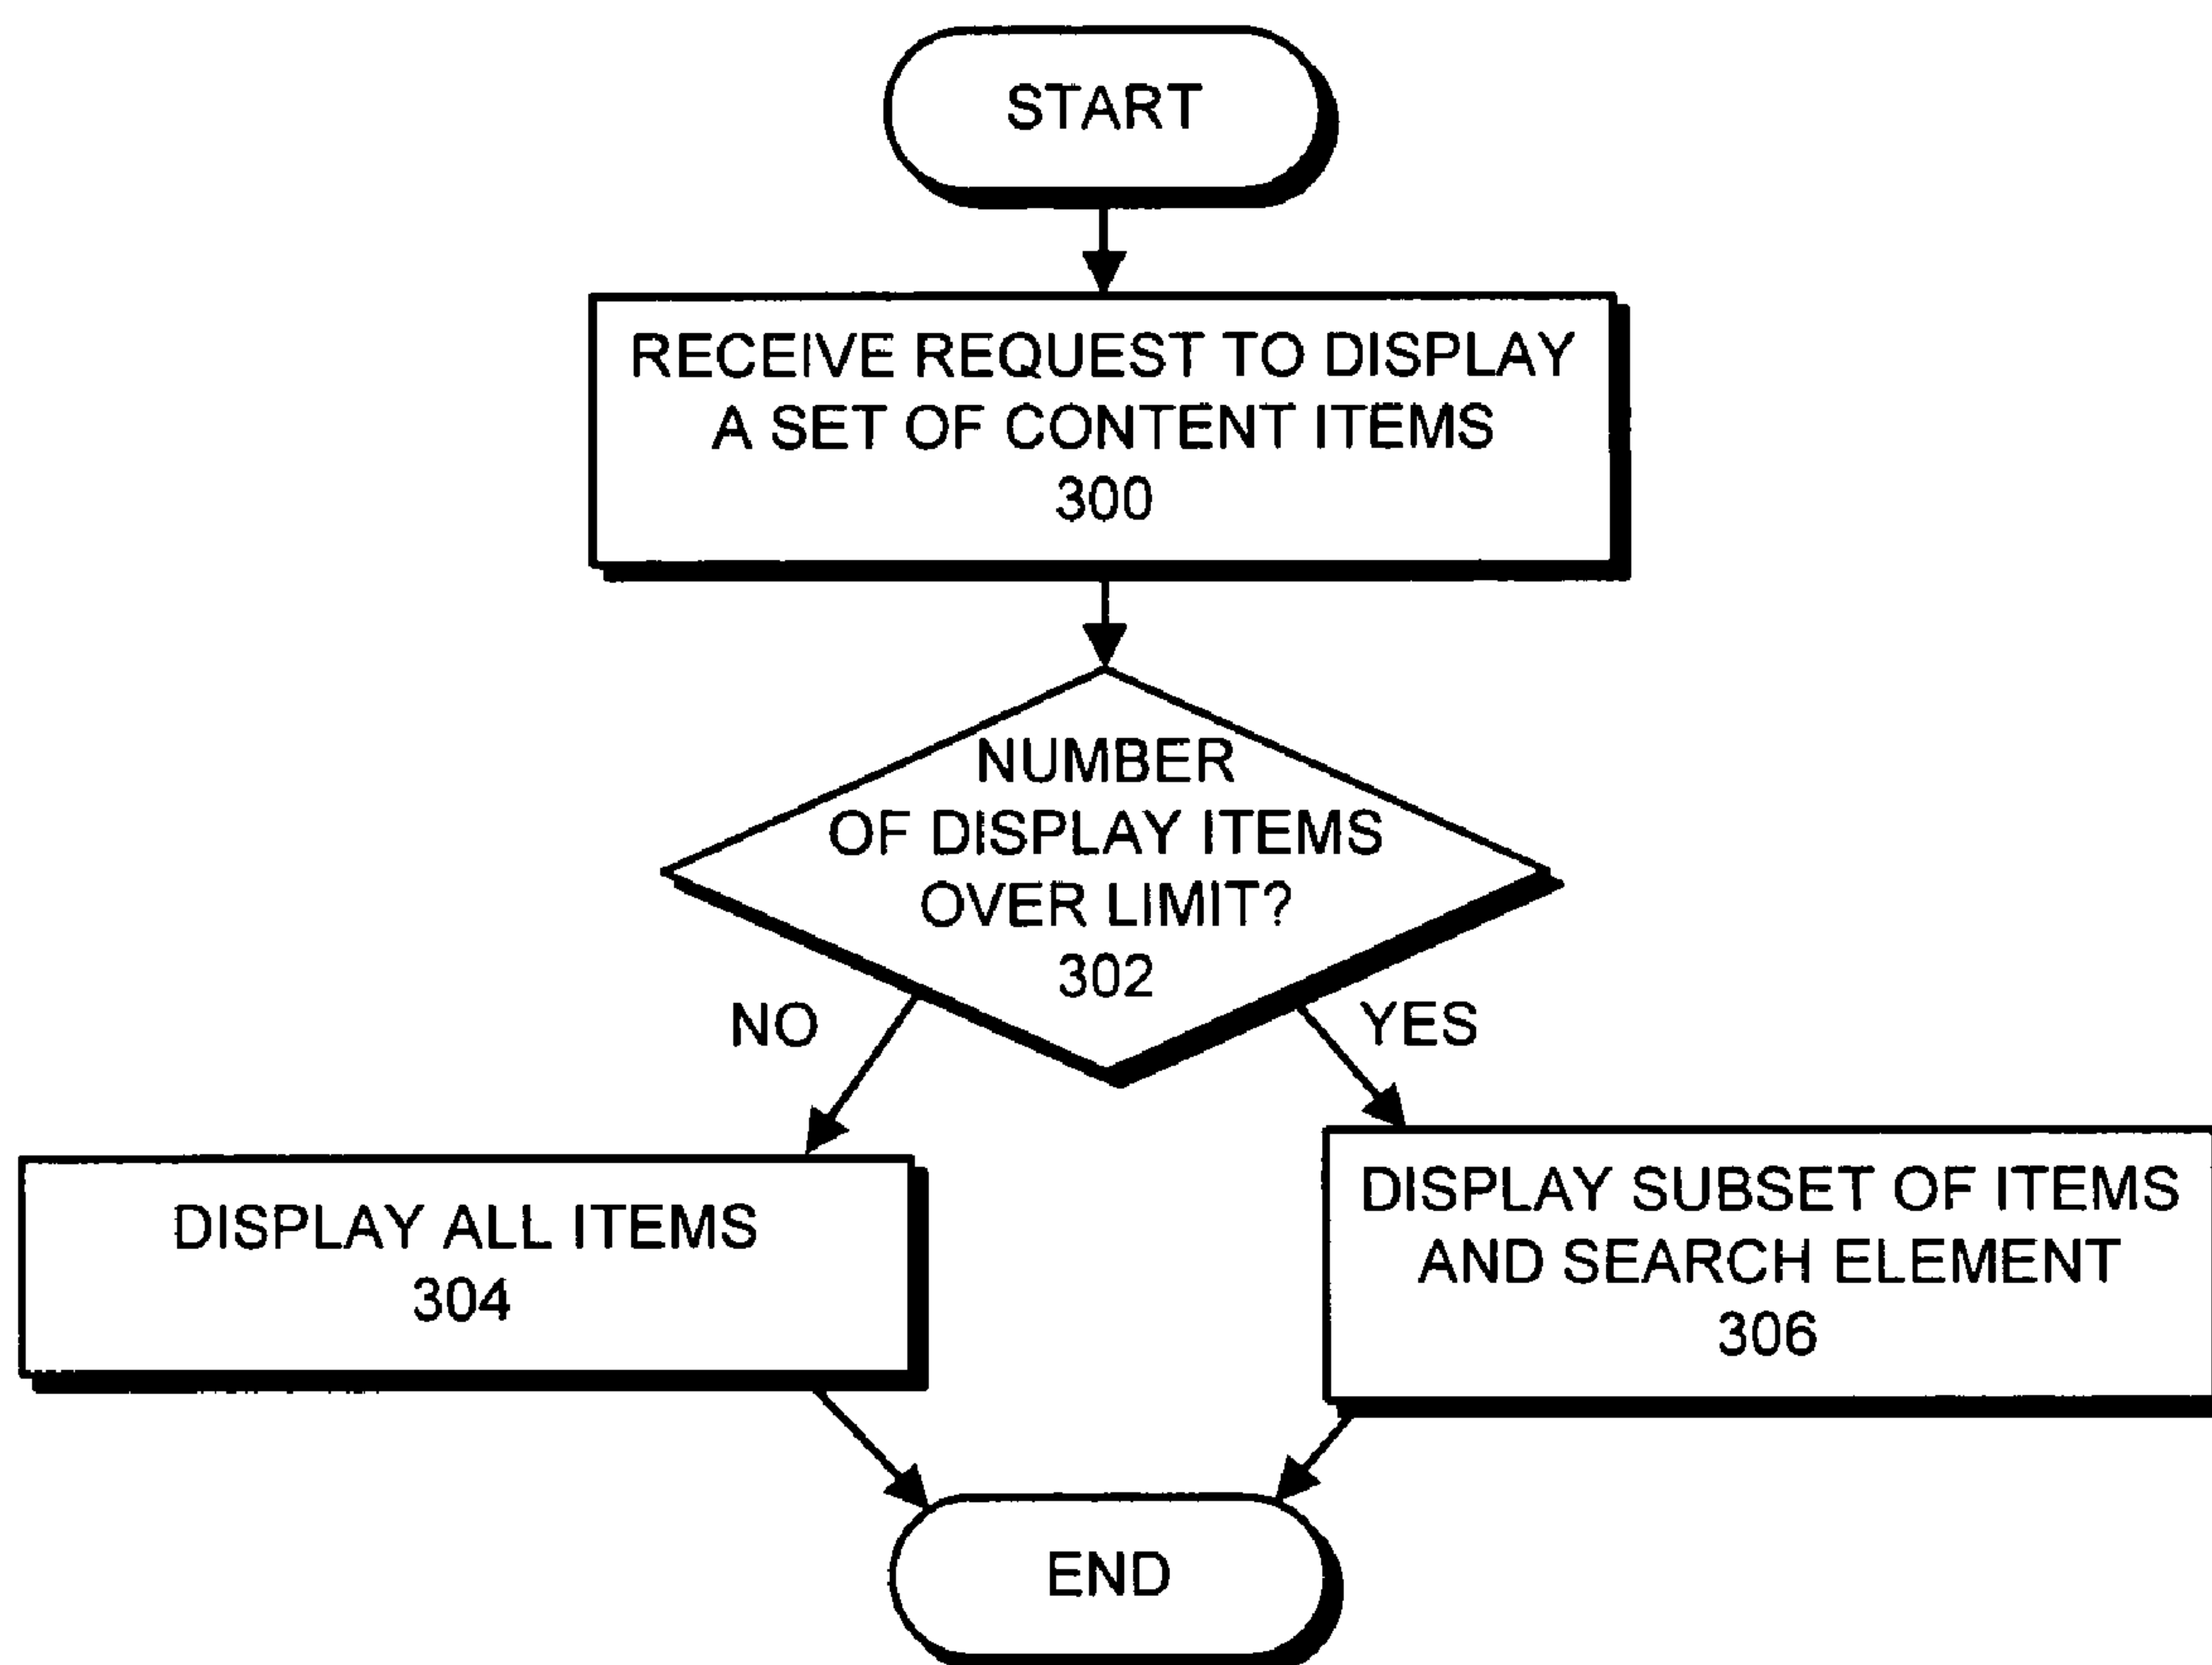 START
RECEIVE REQUEST TO DISPLAY
A SET OF CONTENT ITEMS
300
NUMBER
OF DISPLAY ITEMS
OVER LIMIT?
302
NO
YES
DISPLAY ALL ITEMS
304
DISPLAY SUBSET OF ITEMS
AND SEARCH ELEMENT
306
END